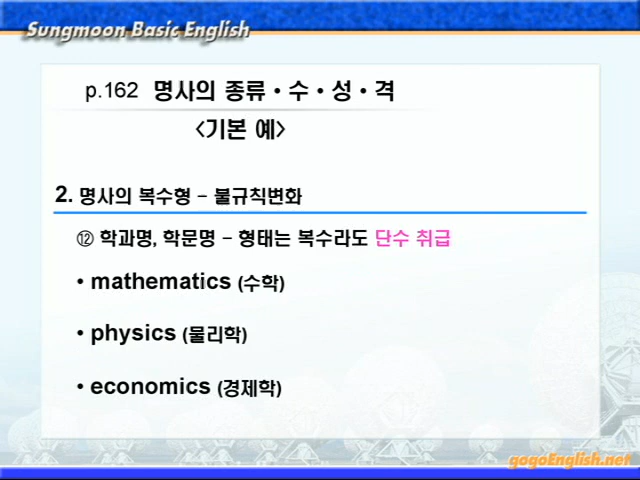 Sungmoon Basic English
p.162 명사의 종류 • 수 • 성 • 격
<기본 예>
2. 명사의 복수형 – 불규칙변화
⑫ 학과명, 학문명 – 형태는 복수라도 단수 취급
• mathematics (수학)
• physics (물리학)
• economics (경제학)
gogoEnglish.net